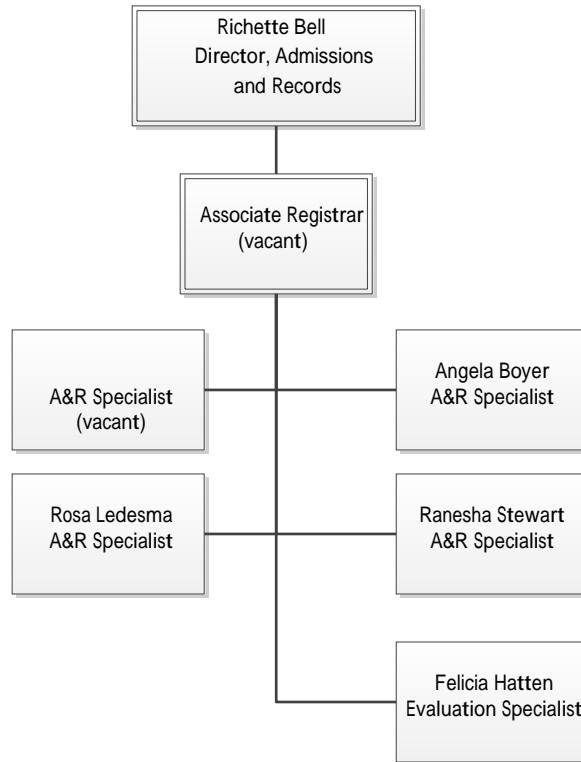 Richette Bell
Director, Admissions
and Records
Associate Registrar
(vacant)
A&R Specialist
(vacant)
Angela Boyer
A&R Specialist
Rosa Ledesma
A&R Specialist
Ranesha Stewart
A&R Specialist
Felicia Hatten
Evaluation Specialist